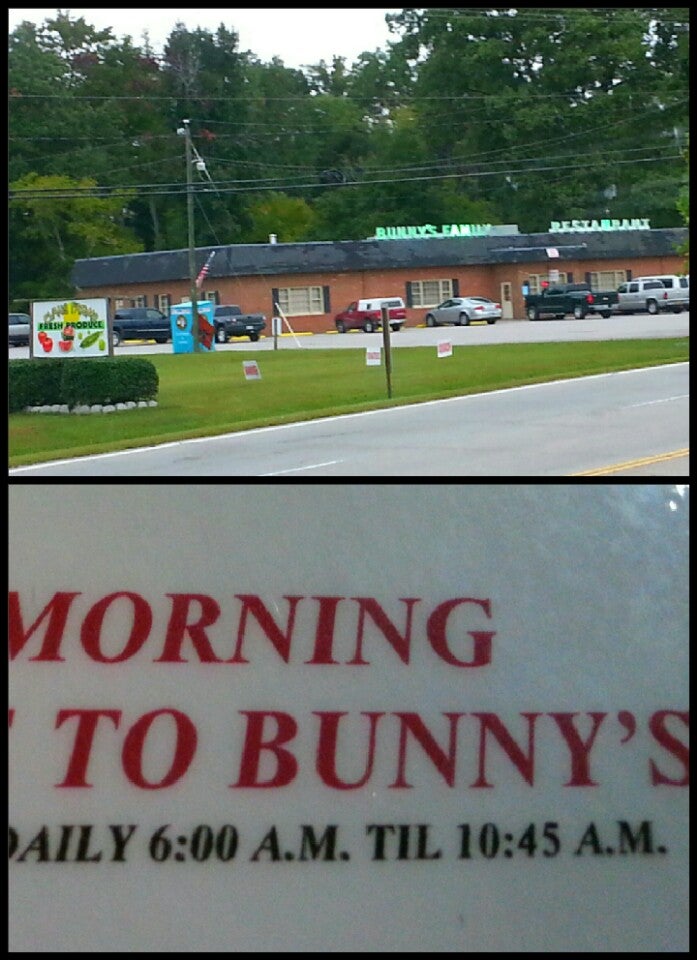 BUNNY'S FAMILY RESTAURANT
FRESH PRODUCE
MORNING
TO BUNNY'S
DAILY 6:00 A.M. TIL 10:45 A.M.